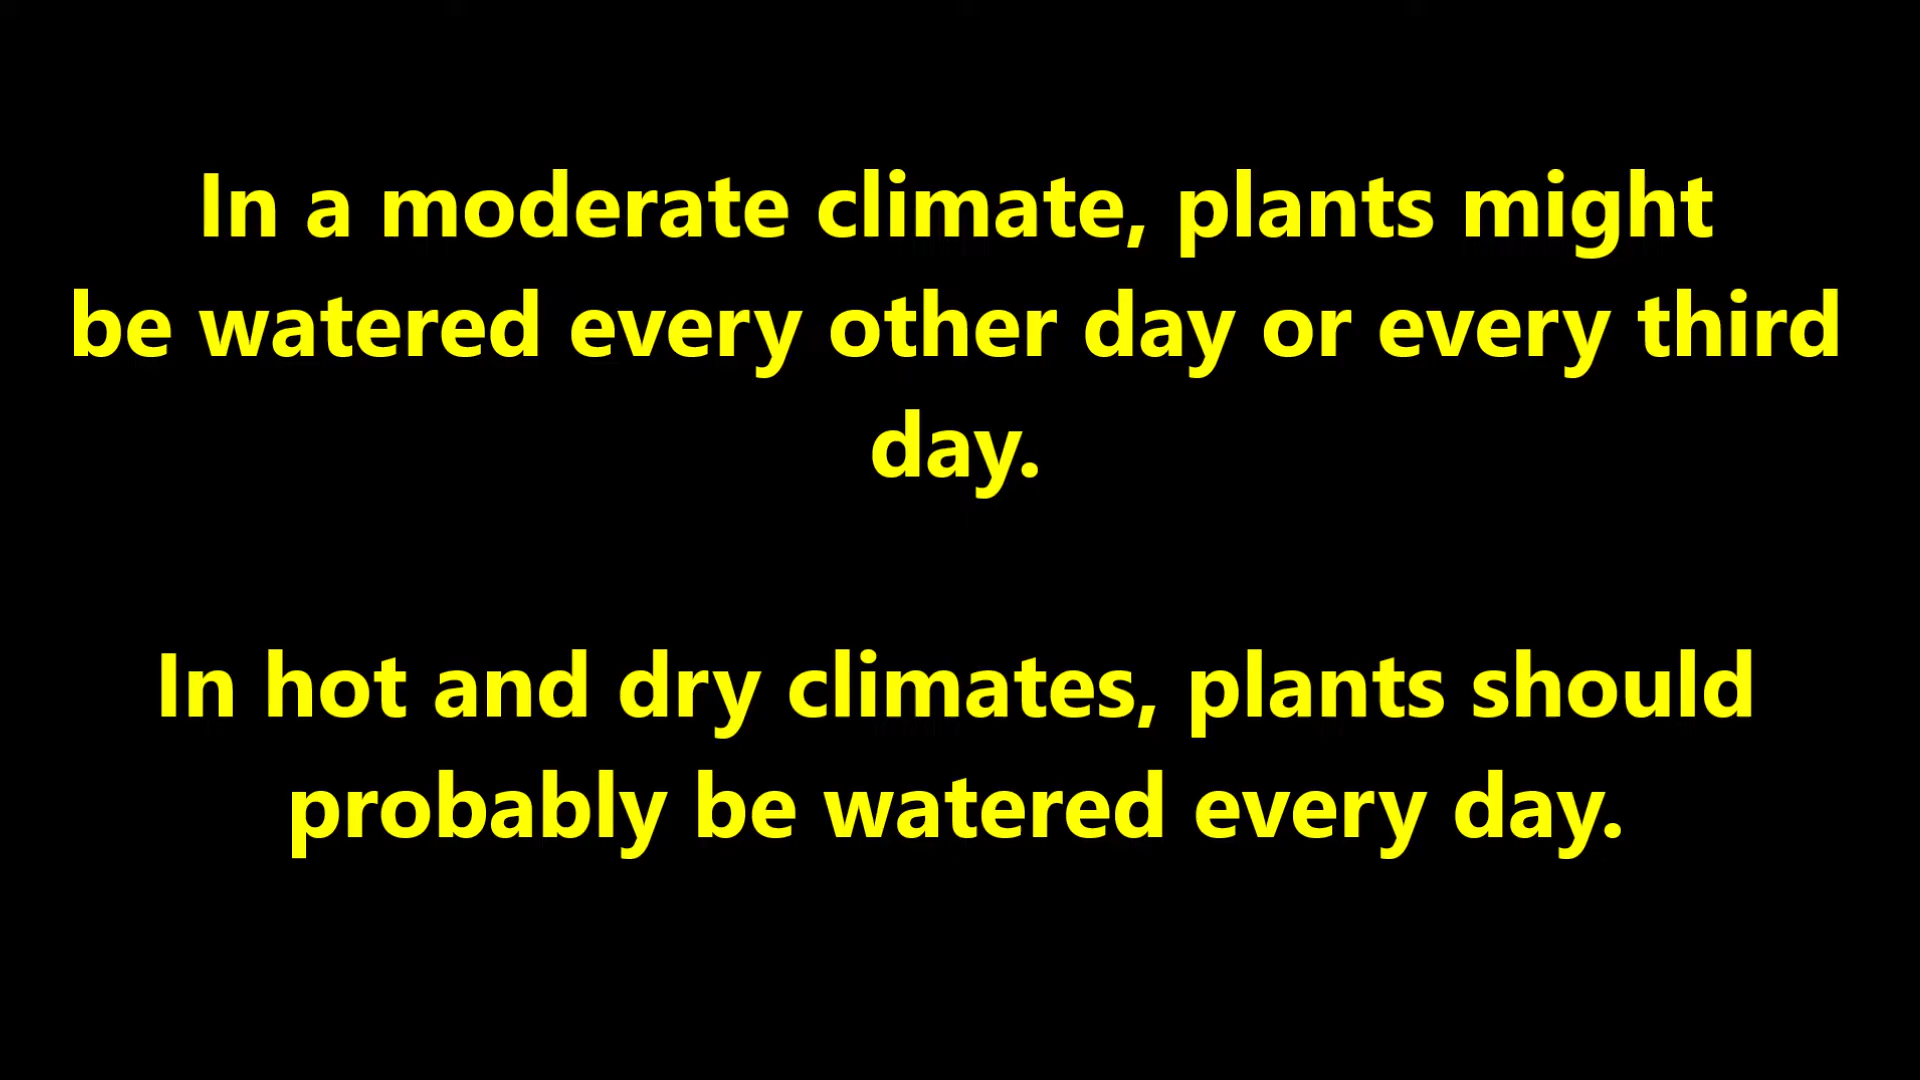 In a moderate climate, plants might
be watered every other day or every third
day.
In hot and dry climates, plants should
probably be watered every day.